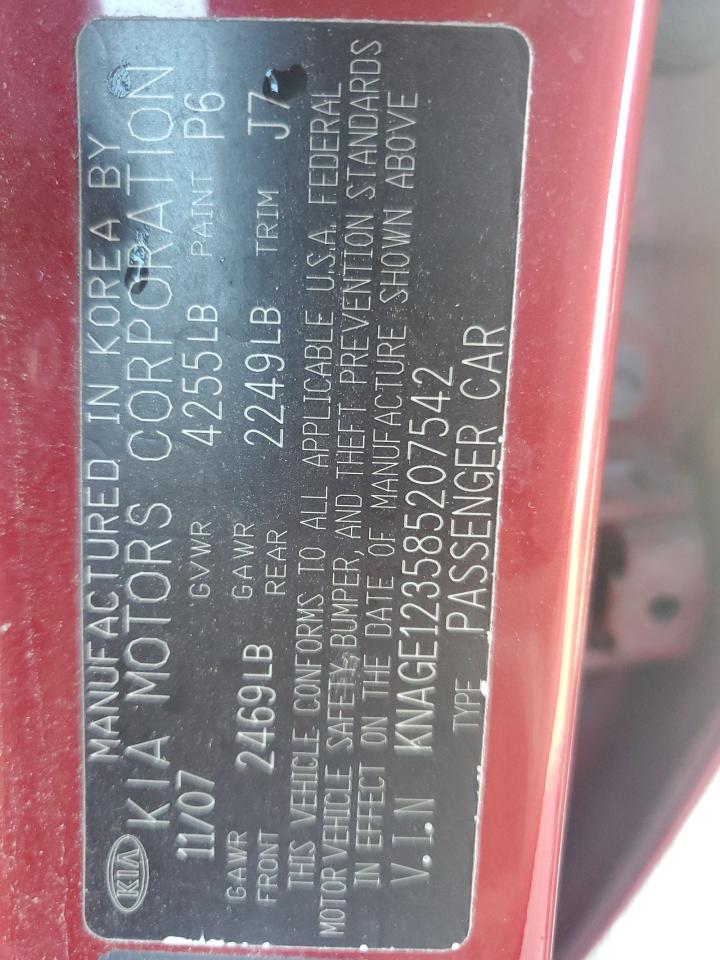 MANUFACTURED IN KOREA BY
KIA KIA MOTORS CORPORATION
11/07 GVWR 4255LB PAINT P6
GAWR FRONT 2469LB GAWR REAR 2249LB TRIM J7
THIS VEHICLE CONFORMS TO ALL APPLICABLE U.S.A. FEDERAL
MOTOR VEHICLE SAFETY, BUMPER, AND THEFT PREVENTION STANDARDS
IN EFFECT ON THE DATE OF MANUFACTURE SHOWN ABOVE
V.I.N KNAGE123585207542
TYPE PASSENGER CAR